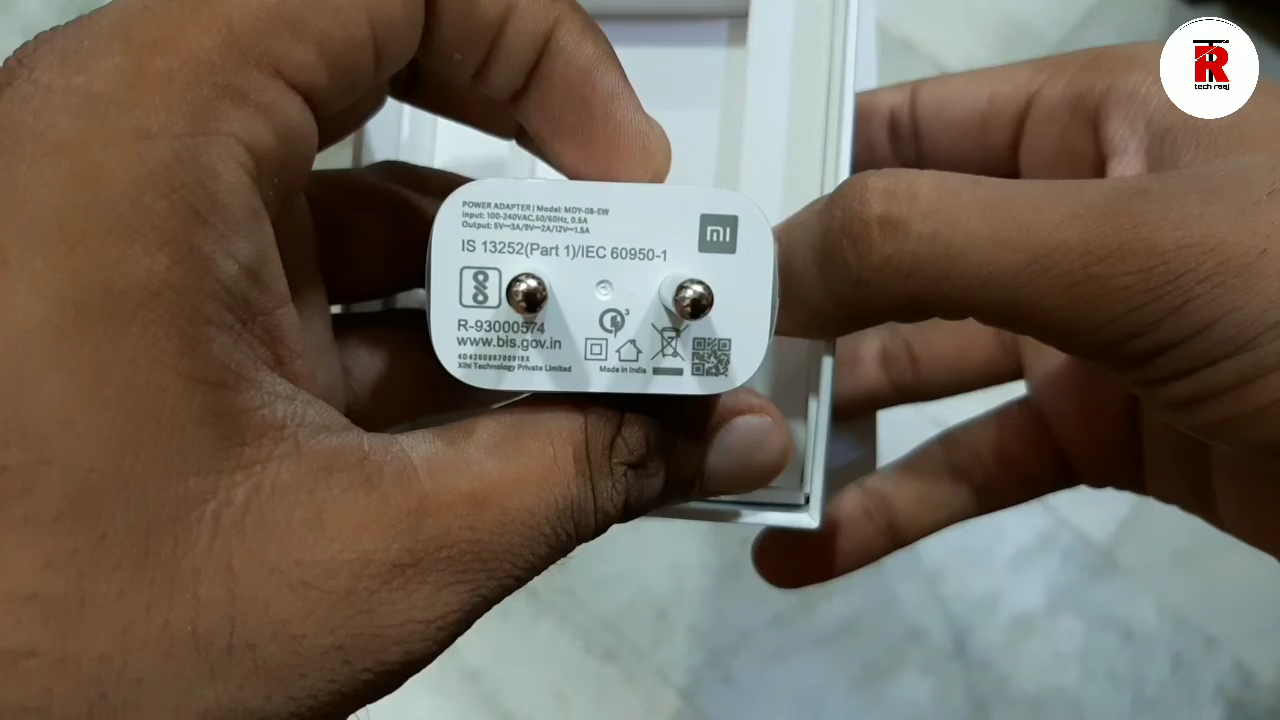 POWER ADAPTER | Model: MDY-08-EW
Input: 100-240VAC,50/60Hz, 0.5A
Output: 5V⎓3A/9V⎓2A/12V⎓1.5A
mi
IS 13252(Part 1)/IEC 60950-1
3
R-93000574
www.bis.gov.in
Xihi Technology Private Limited
Made in India
TR
tech raaj